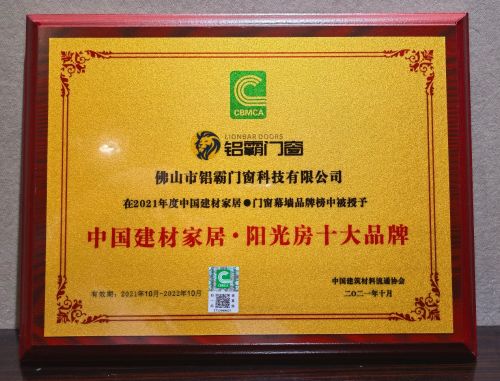 CBMCA
LIONBAR DOORS
铝霸门窗
佛山市铝霸门窗科技有限公司
在2021年度中国建材家居●门窗幕墙品牌榜中被授予
中国建材家居·阳光房十大品牌
CBMCA
有效期：2021年10月-2022年10月
中国建筑材料流通协会
二〇二一年十月